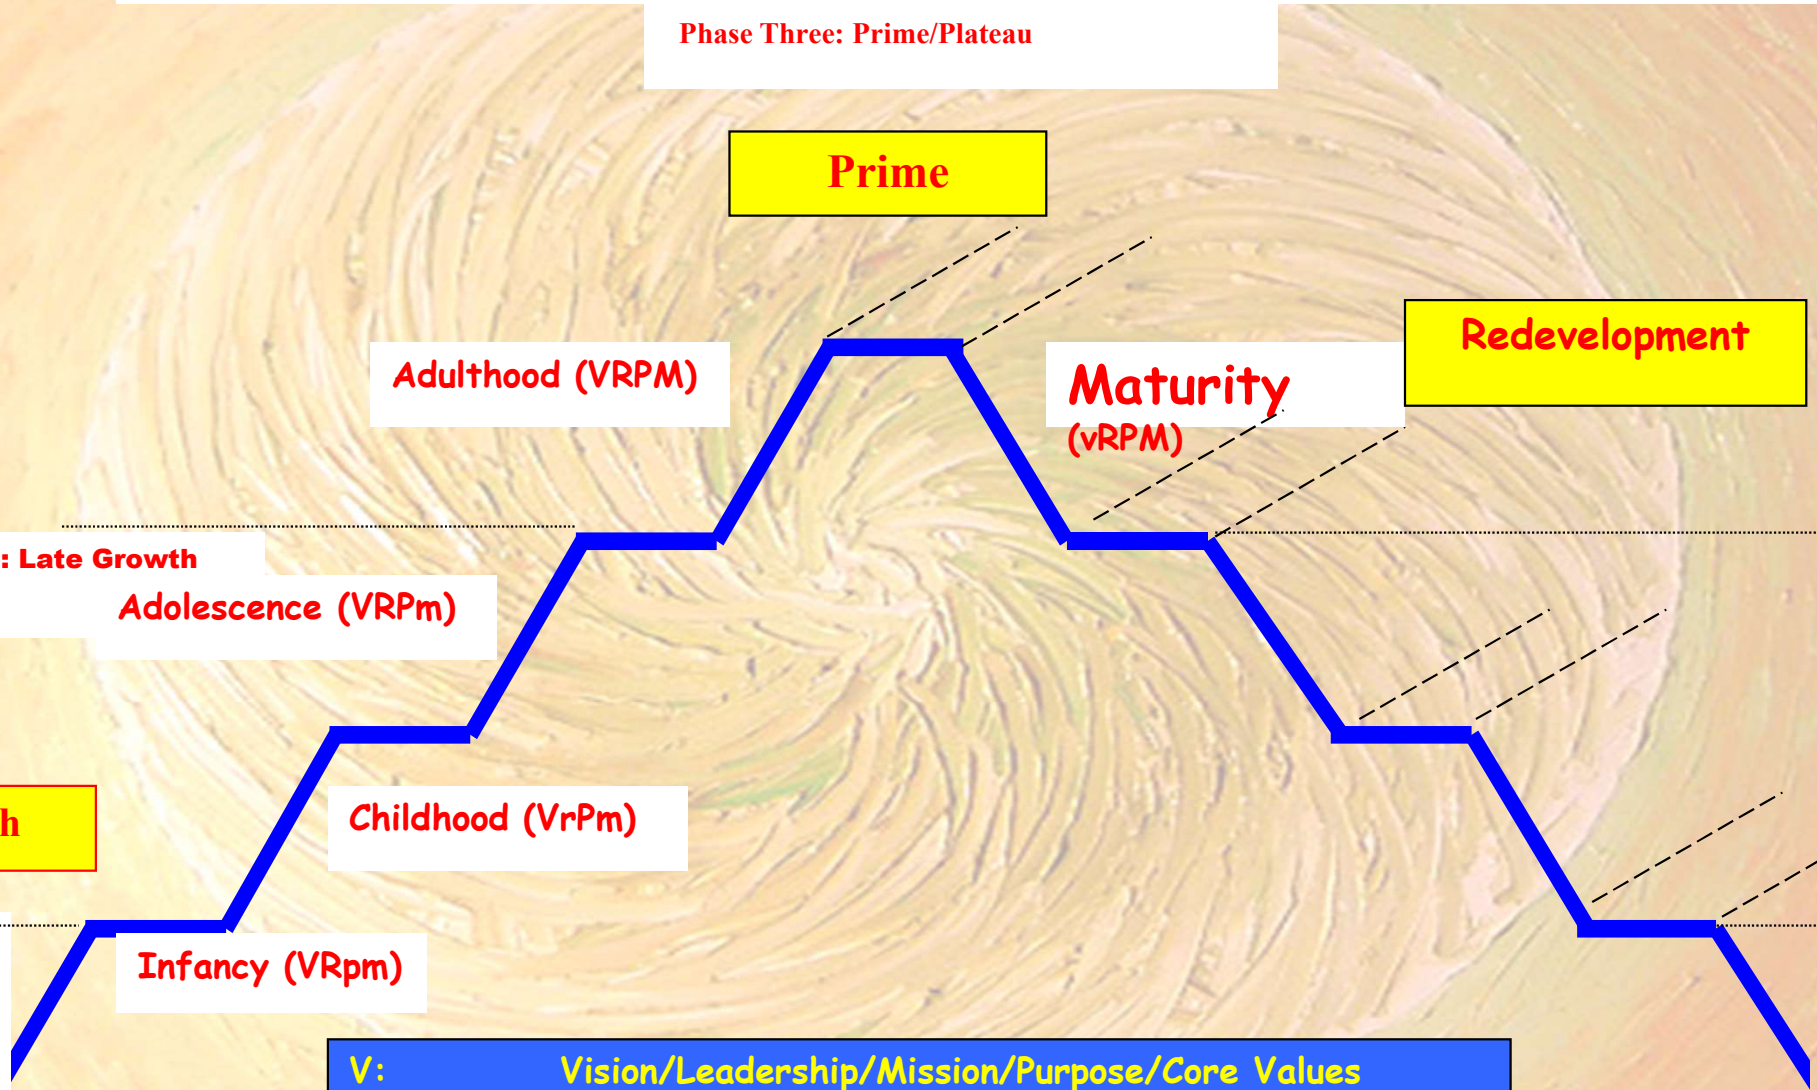 Phase Three: Prime/Plateau
Prime
Redevelopment
Adulthood (VRPM)
Maturity
(vRPM)
: Late Growth
Adolescence (VRPm)
Childhood (VrPm)
h
Infancy (VRpm)
V: Vision/Leadership/Mission/Purpose/Core Values